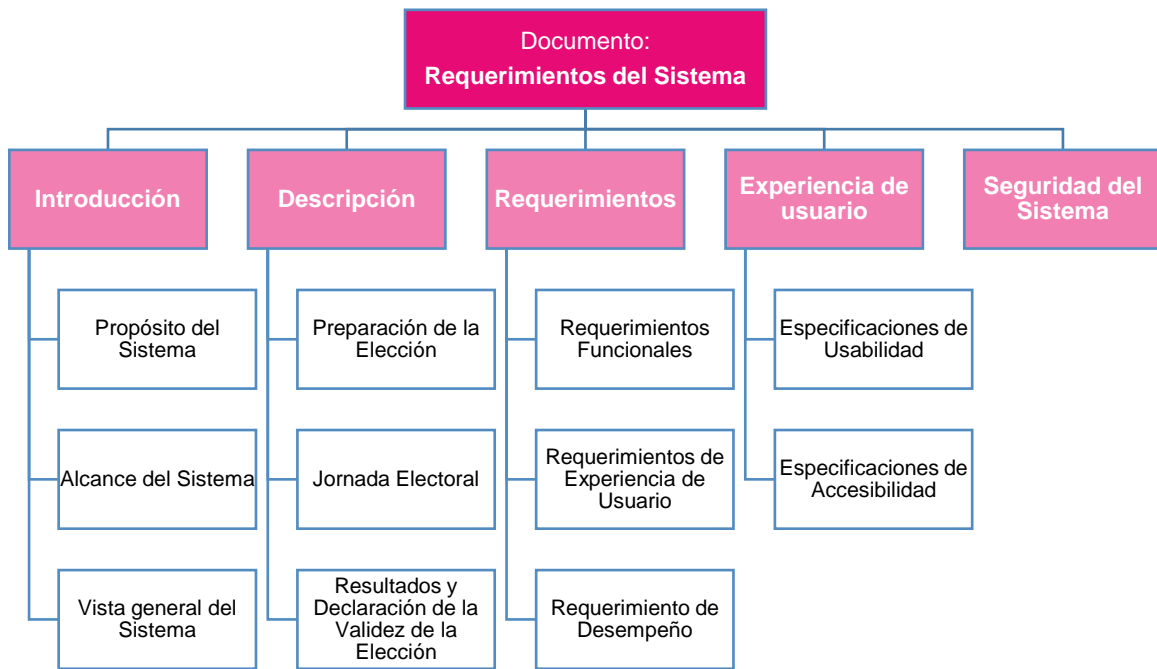 Documento:
Requerimientos del Sistema
Introducción
Descripción
Requerimientos
Experiencia de
usuario
Seguridad del
Sistema
Propósito del
Sistema
Preparación de la
Elección
Requerimientos
Funcionales
Especificaciones de
Usabilidad
Alcance del Sistema
Jornada Electoral
Requerimientos de
Experiencia de
Usuario
Especificaciones de
Accesibilidad
Vista general del
Sistema
Resultados y
Declaración de la
Validez de la
Elección
Requerimiento de
Desempeño